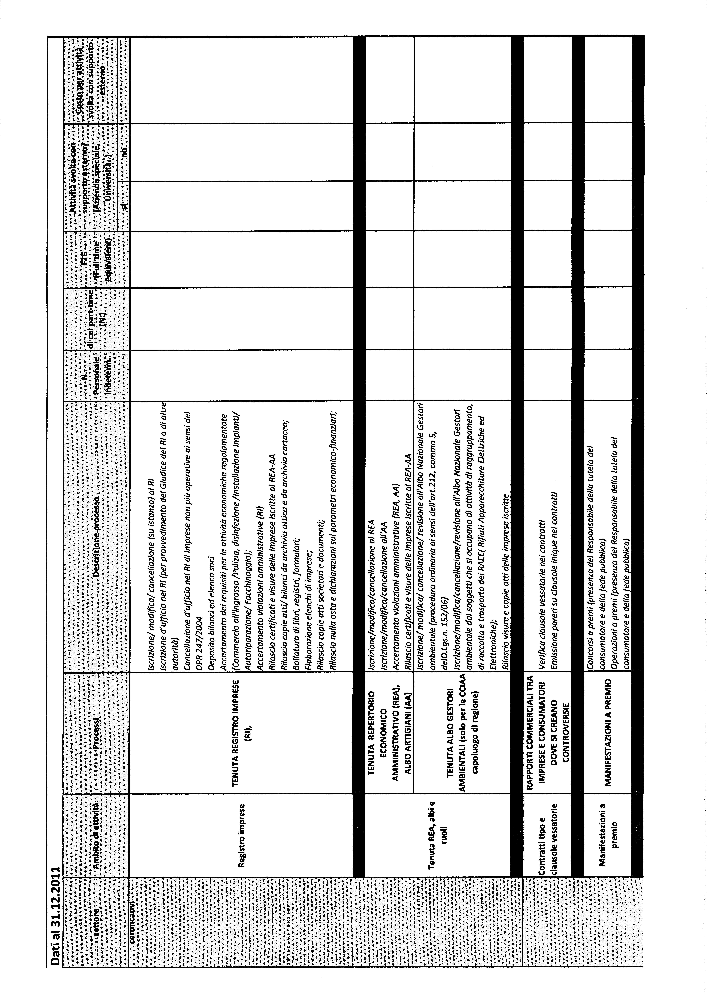 Dati al 31.12.2011
settore
Ambito di attività
Processi
Descrizione processo
N.
Personale
indeterm.
di cui part-time
(N.)
FTE
(Full time
equivalent)
Attività svolta con
supporto esterno?
(Azienda speciale,
Università..)
si
no
Costo per attività
svolta con supporto
esterno
certificativi
Registro imprese
TENUTA REGISTRO IMPRESE
(RI),
Iscrizione/ modifica/ cancellazione (su istanza) al RI
Iscrizione d'ufficio nel RI (per provvedimento del Giudice del RI o di altre
autorità)
Cancellazione d'ufficio nel RI di imprese non più operative ai sensi del
DPR 247/2004
Deposito bilanci ed elenco soci
Accertamento dei requisiti per le attività economiche regolamentate
(Commercio all'ingrosso /Pulizia, disinfezione /Installazione impianti/
Autoriparazione/ Facchinaggio);
Accertamento violazioni amministrative (RI)
Rilascio certificati e visure delle imprese iscritte al REA-AA
Rilascio copie atti/ bilanci da archivio ottico e da archivio cartaceo;
Bollatura di libri, registri, formulari;
Elaborazione elenchi di imprese;
Rilascio copie atti societari e documenti;
Rilascio nulla osta e dichiarazioni sui parametri economico-finanziari;
Tenuta REA, albi e
ruoli
TENUTA REPERTORIO
ECONOMICO
AMMINISTRATIVO (REA),
ALBO ARTIGIANI (AA)
Iscrizione/modifica/cancellazione al REA
Iscrizione/modifica/cancellazione all'AA
Accertamento violazioni amministrative (REA, AA)
Rilascio certificati e visure delle imprese iscritte al REA-AA
TENUTA ALBO GESTORI
AMBIENTALI (solo per le CCIAA
capoluogo di regione)
Iscrizione/ modifica/ cancellazione/ revisione all'Albo Nazionale Gestori
ambientale (procedura ordinaria ai sensi dell'art.212, comma 5,
delD.Lgs.n. 152/06)
Iscrizione/modifica/cancellazione/revisione all'Albo Nazionale Gestori
ambientale dai soggetti che si occupano di attività di raggruppamento,
di raccolta e trasporto dei RAEE( Rifiuti Apparecchiture Elettriche ed
Elettroniche);
Rilascio visure e copie atti delle imprese iscritte
Contratti tipo e
clausole vessatorie
RAPPORTI COMMERCIALI TRA
IMPRESE E CONSUMATORI
DOVE SI CREANO
CONTROVERSIE
Verifica clausole vessatorie nei contratti
Emissione pareri su clausole inique nei contratti
Manifestazioni a
premio
MANIFESTAZIONI A PREMIO
Concorsi a premi (presenza del Responsabile della tutela del
consumatore e della fede pubblica)
Operazioni a premi (presenza del Responsabile della tutela del
consumatore e della fede pubblica)